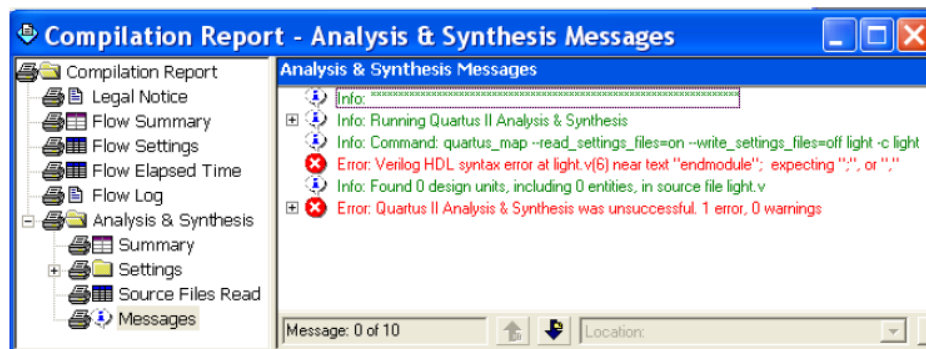 Compilation Report - Analysis & Synthesis Messages
Compilation Report
Legal Notice
Flow Summary
Flow Settings
Flow Elapsed Time
Flow Log
Analysis & Synthesis
Summary
Settings
Source Files Read
Messages
Analysis & Synthesis Messages
Info: *******************************************************************
Info: Running Quartus II Analysis & Synthesis
Info: Command: quartus_map --read_settings_files=on --write_settings_files=off light -c light
Error: Verilog HDL syntax error at light.v(6) near text "endmodule";  expecting ";", or ","
Info: Found 0 design units, including 0 entities, in source file light.v
Error: Quartus II Analysis & Synthesis was unsuccessful. 1 error, 0 warnings
Message: 0 of 10
Location: